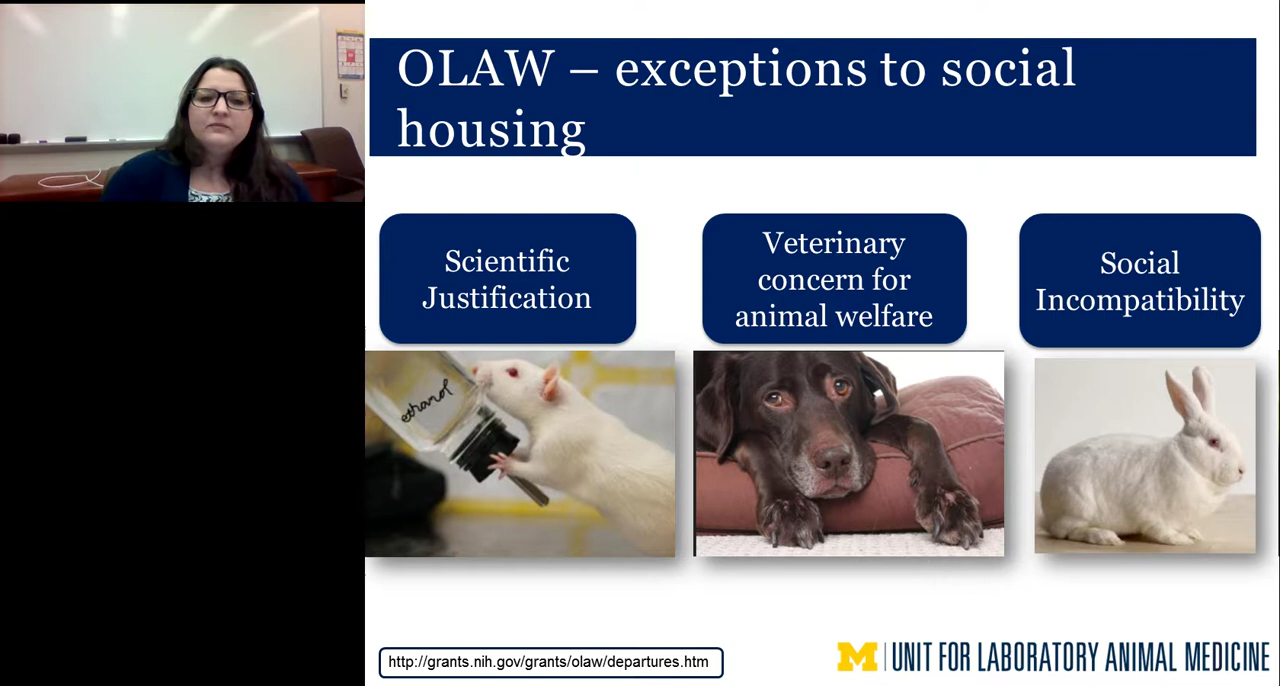 OLAW – exceptions to social
housing
Scientific
Justification
Veterinary
concern for
animal welfare
Social
Incompatibility
ethanol
http://grants.nih.gov/grants/olaw/departures.htm
M UNIT FOR LABORATORY ANIMAL MEDICINE